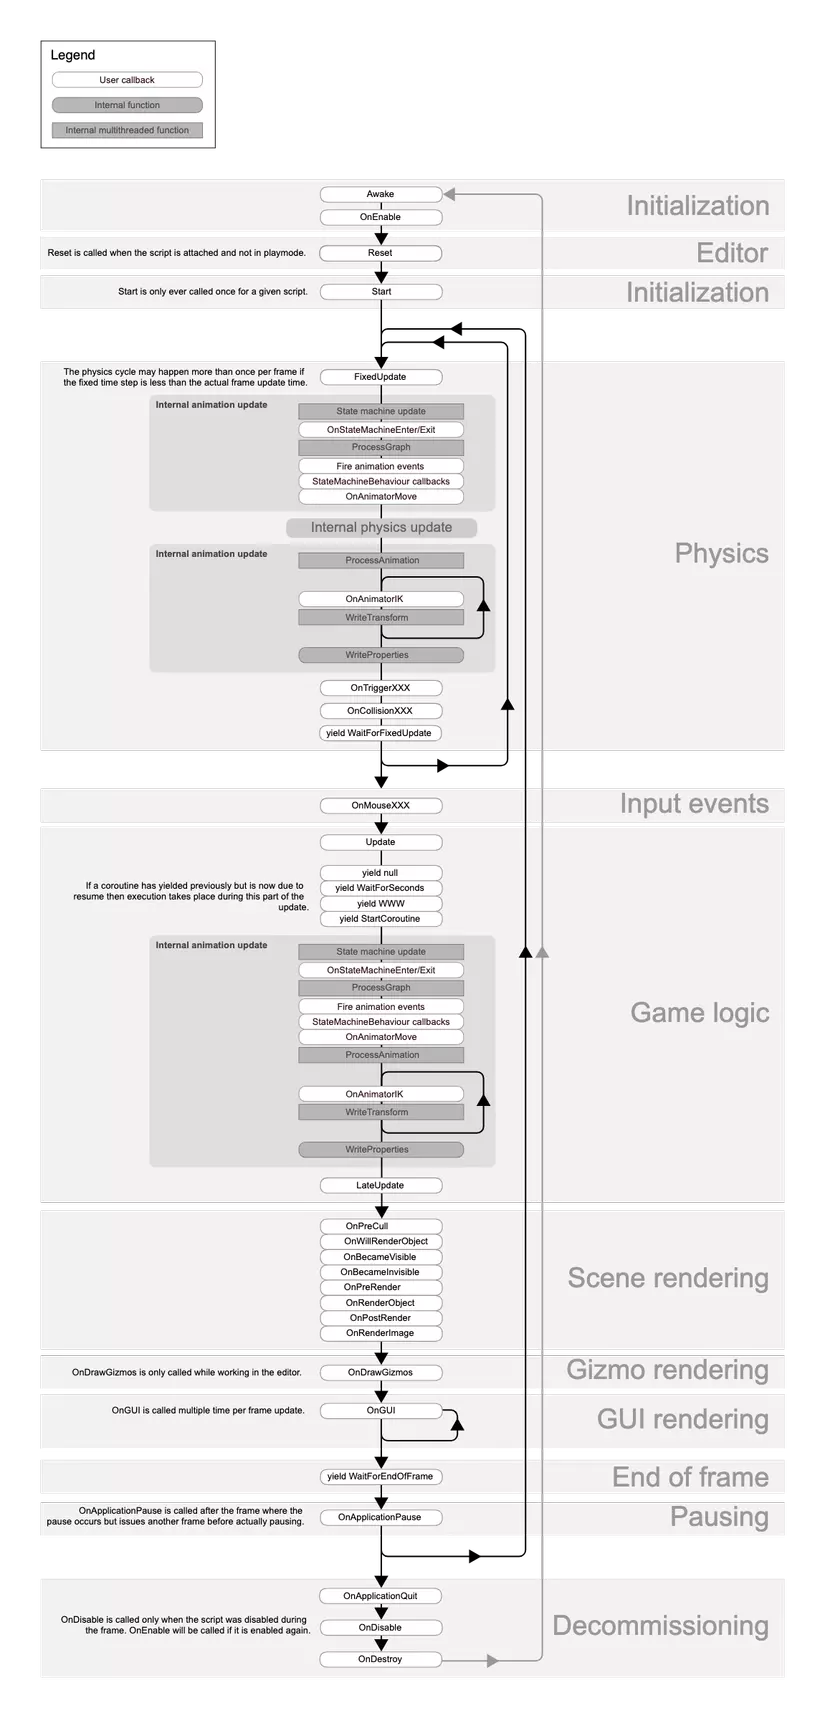 Legend
User callback
Internal function
Internal multithreaded function
Awake
Initialization
OnEnable
Reset is called when the script is attached and not in playmode.
Reset
Editor
Start is only ever called once for a given script.
Start
Initialization
The physics cycle may happen more than once per frame if
the fixed time step is less than the actual frame update time.
FixedUpdate
Internal animation update
State machine update
OnStateMachineEnter/Exit
ProcessGraph
Fire animation events
StateMachineBehaviour callbacks
OnAnimatorMove
Internal physics update
Physics
Internal animation update
ProcessAnimation
OnAnimatorIK
WriteTransform
WriteProperties
OnTriggerXXX
OnCollisionXXX
yield WaitForFixedUpdate
OnMouseXXX
Input events
Update
If a coroutine has yielded previously but is now due to
resume then execution takes place during this part of the
update.
yield null
yield WaitForSeconds
yield WWW
yield StartCoroutine
Internal animation update
State machine update
OnStateMachineEnter/Exit
ProcessGraph
Game logic
Fire animation events
StateMachineBehaviour callbacks
OnAnimatorMove
ProcessAnimation
OnAnimatorIK
WriteTransform
WriteProperties
LateUpdate
OnPreCull
OnWillRenderObject
OnBecameVisible
OnBecameInvisible
Scene rendering
OnPreRender
OnRenderObject
OnPostRender
OnRenderImage
OnDrawGizmos is only called while working in the editor.
OnDrawGizmos
Gizmo rendering
OnGUI is called multiple time per frame update.
OnGUI
GUI rendering
yield WaitForEndOfFrame
End of frame
OnApplicationPause is called after the frame where the
pause occurs but issues another frame before actually pausing.
OnApplicationPause
Pausing
OnApplicationQuit
OnDisable is called only when the script was disabled during
the frame. OnEnable will be called if it is enabled again.
OnDisable
Decommissioning
OnDestroy